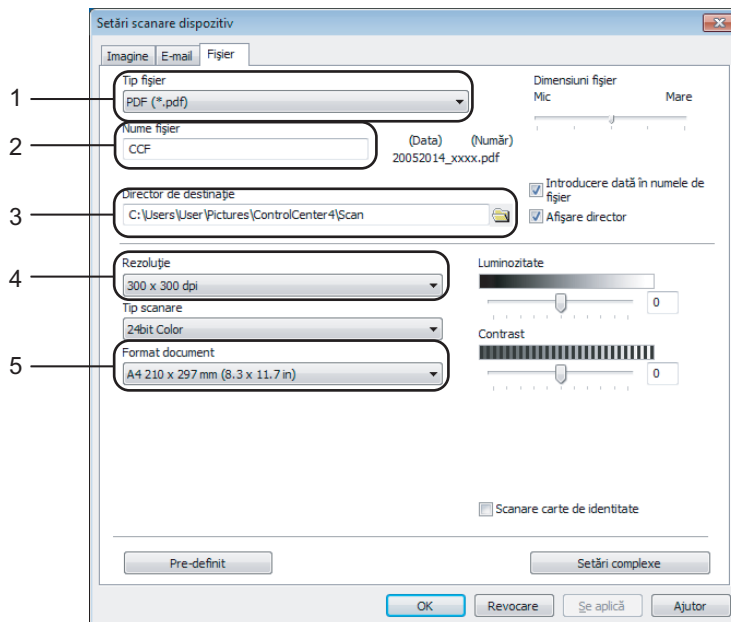 Setări scanare dispozitiv
Imagine E-mail Fişier
1
Tip fişier
PDF (*.pdf)
Dimensiuni fişier
Mic Mare
2
Nume fişier
CCF
(Data) (Număr)
20052014_xxxx.pdf
3
Director de destinaţie
C:\Users\User\Pictures\ControlCenter4\Scan
Introducere dată în numele de
fişier
Afişare director
4
Rezoluţie
300 x 300 dpi
Tip scanare
24bit Color
5
Format document
A4 210 x 297 mm (8.3 x 11.7 in)
Luminozitate
0
Contrast
0
Scanare carte de identitate
Pre-definit
Setări complexe
OK Revocare Se aplică Ajutor